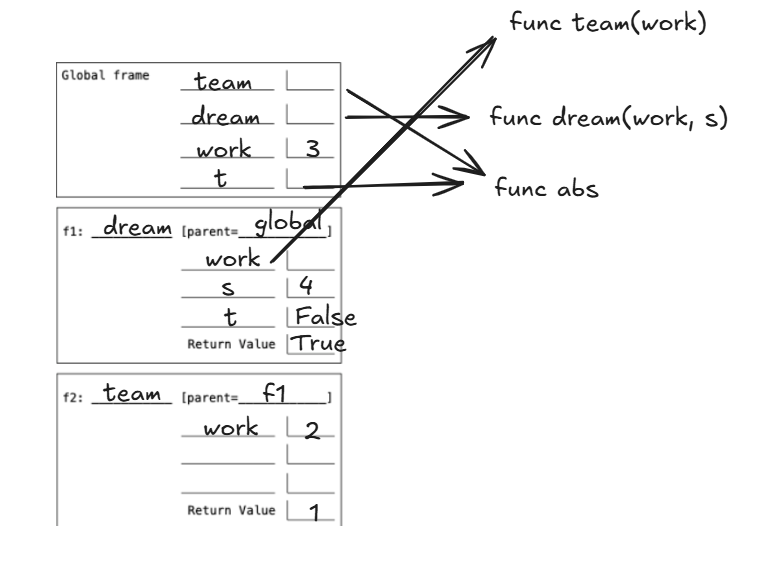 func team(work)
Global frame
team
dream
func dream(work, s)
work 3
t
func abs
f1: dream [parent=global]
work
s 4
t False
Return Value True
f2: team [parent=f1]
work 2
Return Value 1